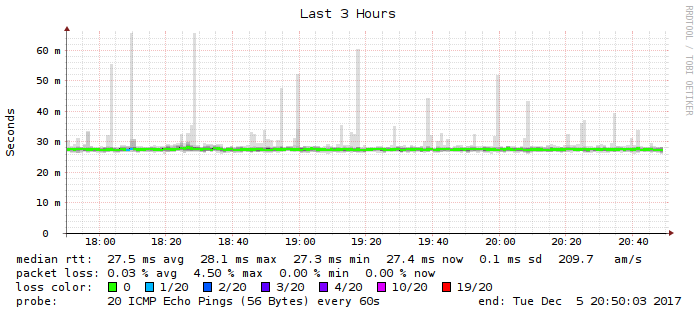 Last 3 Hours
RRDTOOL / TOBI OETIKER
Seconds
60 m
50 m
40 m
30 m
20 m
10 m
0
18:00 18:20 18:40 19:00 19:20 19:40 20:00 20:20 20:40
median rtt: 27.5 ms avg 28.1 ms max 27.3 ms min 27.4 ms now 0.1 ms sd 209.7 am/s
packet loss: 0.03 % avg 4.50 % max 0.00 % min 0.00 % now
loss color: 0 1/20 2/20 3/20 4/20 10/20 19/20
probe: 20 ICMP Echo Pings (56 Bytes) every 60s end: Tue Dec 5 20:50:03 2017